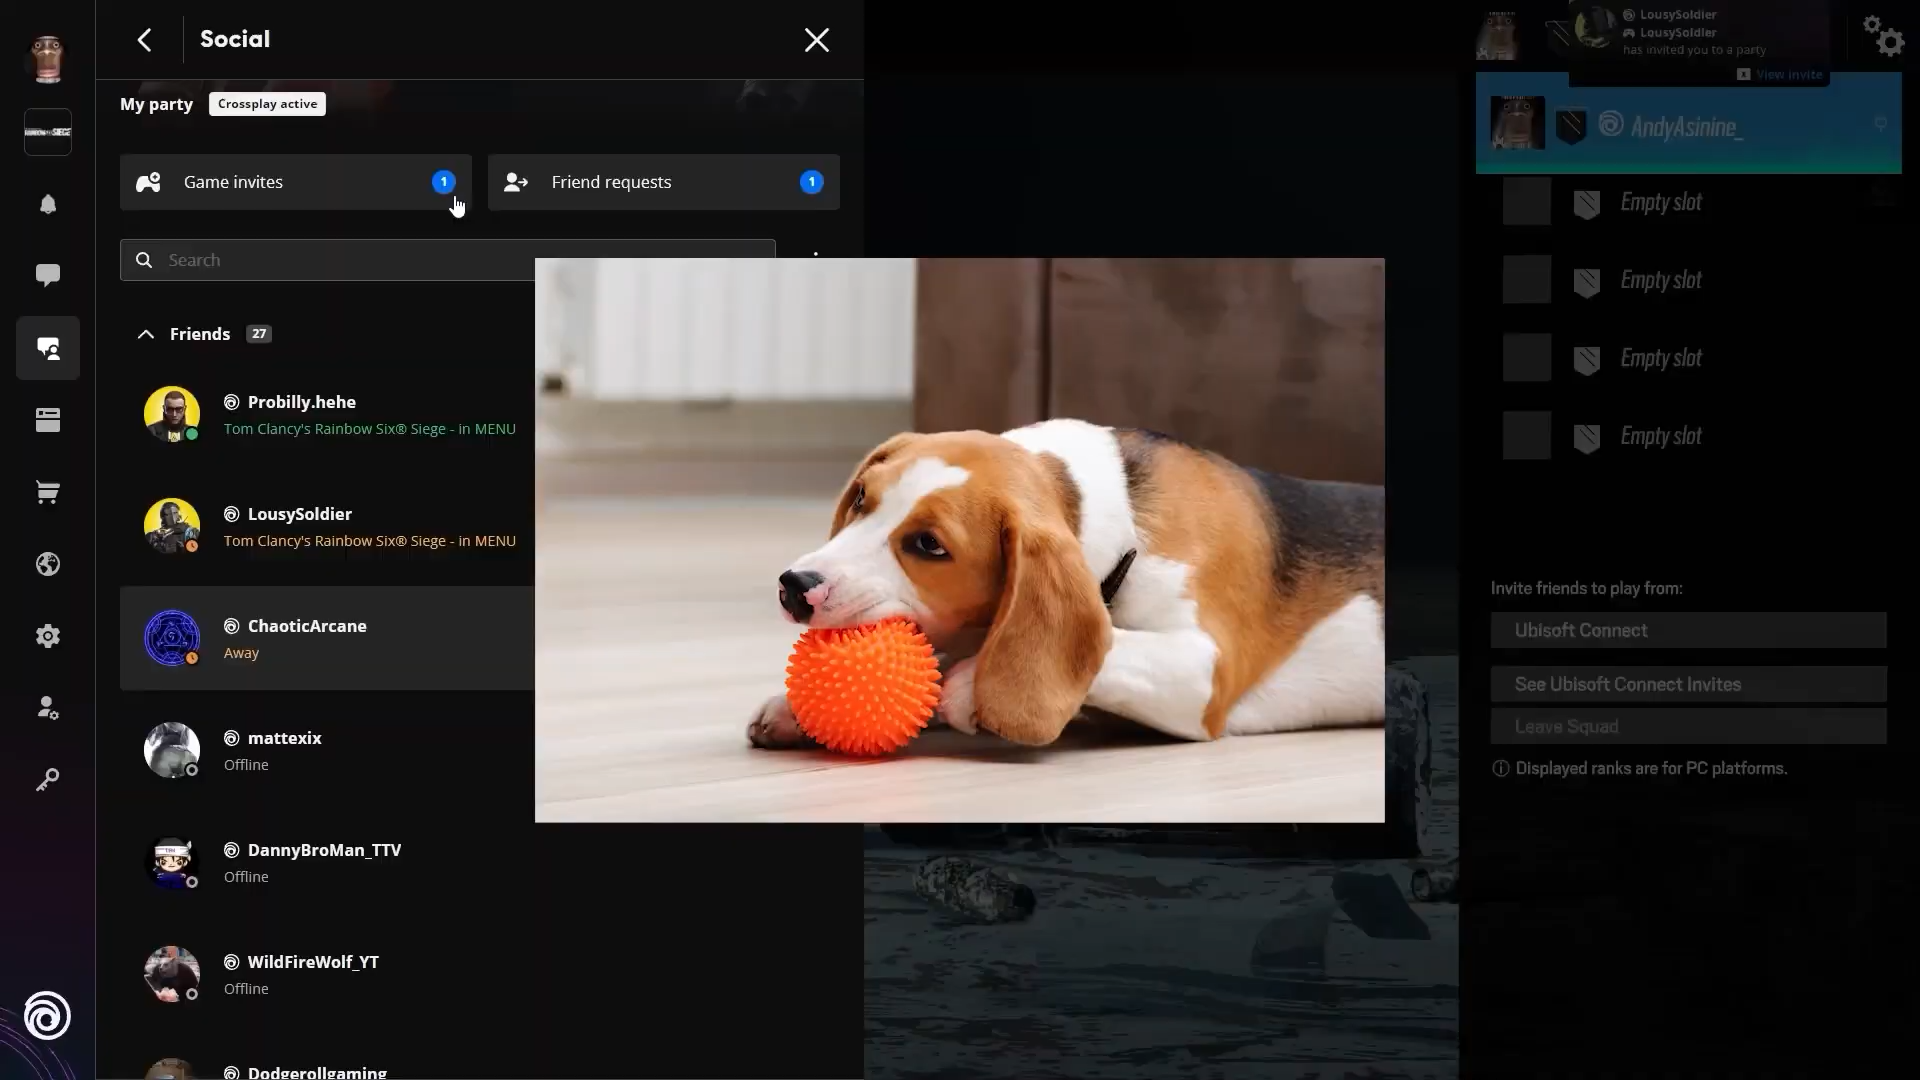 Social
My party
Crossplay active
Game invites
1
Friend requests
1
Search
Friends
27
Probilly.hehe
Tom Clancy's Rainbow Six® Siege - in MENU
LousySoldier
Tom Clancy's Rainbow Six® Siege - in MENU
ChaoticArcane
Away
mattexix
Offline
DannyBroMan_TTV
Offline
WildFireWolf_YT
Offline
Dodgerollgaming
LousySoldier
LousySoldier
has invited you to a party
View invite
AndyAsinine_
Empty slot
Empty slot
Empty slot
Empty slot
Invite friends to play from:
Ubisoft Connect
See Ubisoft Connect Invites
Leave Squad
Displayed ranks are for PC platforms.